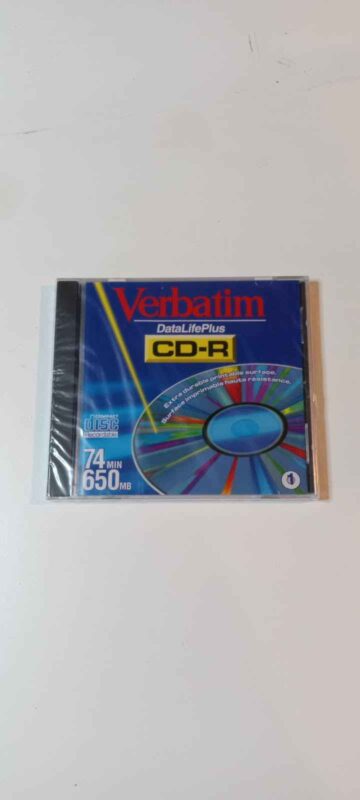 Verbatim
DataLifePlus
CD-R
Extra durable printable surface.
Surface imprimable haute résistance.
COMPACT
disc
Recordable
74 MIN
650 MB
1